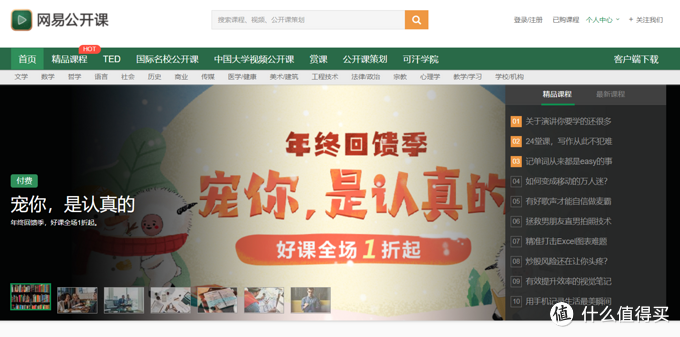 网易公开课
搜索课程、视频、公开课策划
登录/注册 已购课程 个人中心 + 关注我们
HOT
首页 精品课程 TED 国际名校公开课 中国大学视频公开课 赏课 公开课策划 可汗学院 客户端下载
文学 数学 哲学 语言 社会 历史 商业 传媒 医学/健康 美术/建筑 工程技术 法律/政治 宗教 心理学 教学/学习 学校/机构
精品课程 最新课程
年终回馈季
宠你，是认真的
好课全场1折起
付费
宠你，是认真的
年终回馈季，好课全场1折起。
01 关于演讲你要学的还很多
02 24堂课，写作从此不犯难
03 记单词从来都是easy的事
04 如何变成移动的万人迷?
05 有好歌声才能自信做麦霸
06 拯救男朋友直男拍照技术
07 精准打击Excel图表难题
08 炒股风险还在让你头疼?
09 有效提升效率的视觉笔记
10 用手机记录生活最美瞬间
值 什么值得买